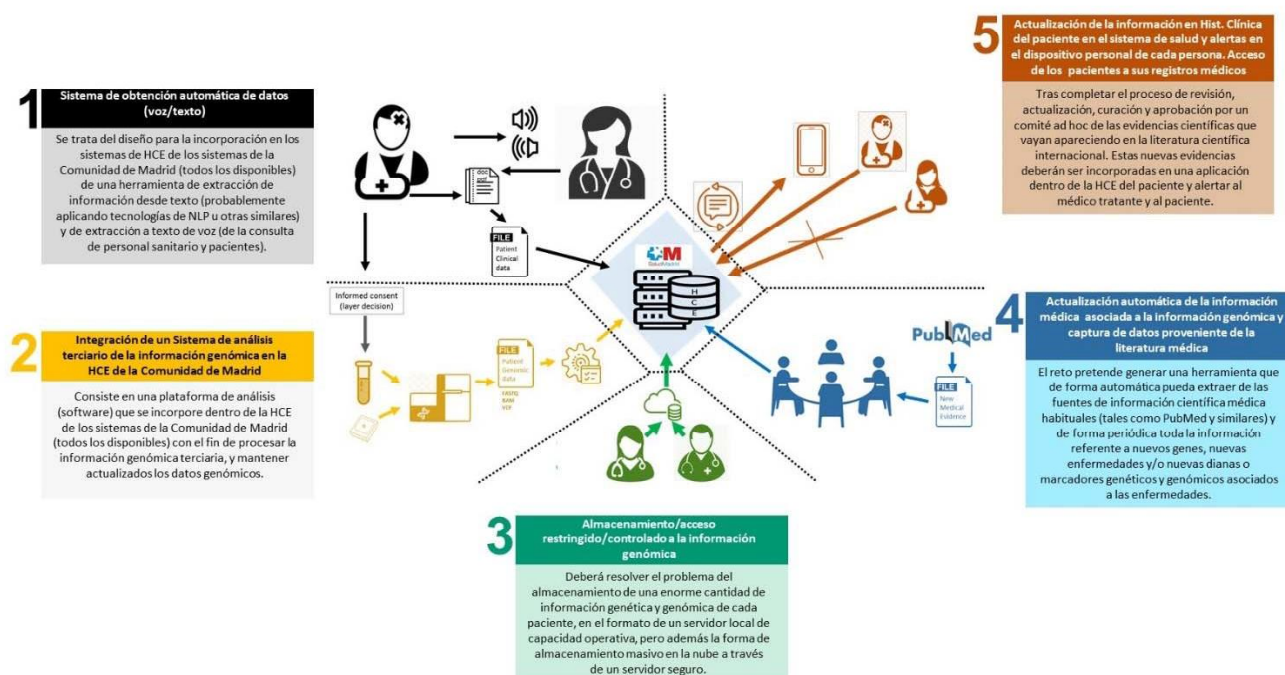 1
Sistema de obtención automática de datos
(voz/texto)
Se trata del diseño para la incorporación en los
sistemas de HCE de los sistemas de la
Comunidad de Madrid (todos los disponibles)
de una herramienta de extracción de
información desde texto (probablemente
aplicando tecnologías de NLP u otras similares)
y de extracción a texto de voz (de la consulta
de personal sanitario y pacientes).
2
Integración de un Sistema de análisis
terciario de la información genómica en la
HCE de la Comunidad de Madrid
Consiste en una plataforma de análisis
(software) que se incorpore dentro de la HCE
de los sistemas de la Comunidad de Madrid
(todos los disponibles) con el fin de procesar la
información genómica terciaria, y mantener
actualizados los datos genómicos.
doc
FILE
Patient
Clinical
data
Informed consent
(layer decision)
FILE
Patient
Genomic
data
FASTQ
BAM
VCF
M
SaludMadrid
H
C
E
3
Almacenamiento/acceso
restringido/controlado a la información
genómica
Deberá resolver el problema del
almacenamiento de una enorme cantidad de
información genética y genómica de cada
paciente, en el formato de un servidor local de
capacidad operativa, pero además la forma de
almacenamiento masivo en la nube a través
de un servidor seguro.
PubMed
FILE
New
Medical
Evidence
4
Actualización automática de la información
médica asociada a la información genómica y
captura de datos proveniente de la
literatura médica
El reto pretende generar una herramienta que
de forma automática pueda extraer de las
fuentes de información científica médica
habituales (tales como PubMed y similares) y
de forma periódica toda la información
referente a nuevos genes, nuevas
enfermedades y/o nuevas dianas o
marcadores genéticos y genómicos asociados
a las enfermedades.
5
Actualización de la información en Hist. Clínica
del paciente en el sistema de salud y alertas en
el dispositivo personal de cada persona. Acceso
de los pacientes a sus registros médicos
Tras completar el proceso de revisión,
actualización, curación y aprobación por un
comité ad hoc de las evidencias científicas que
vayan apareciendo en la literatura científica
internacional. Estas nuevas evidencias
deberán ser incorporadas en una aplicación
dentro de la HCE del paciente y alertar al
médico tratante y al paciente.